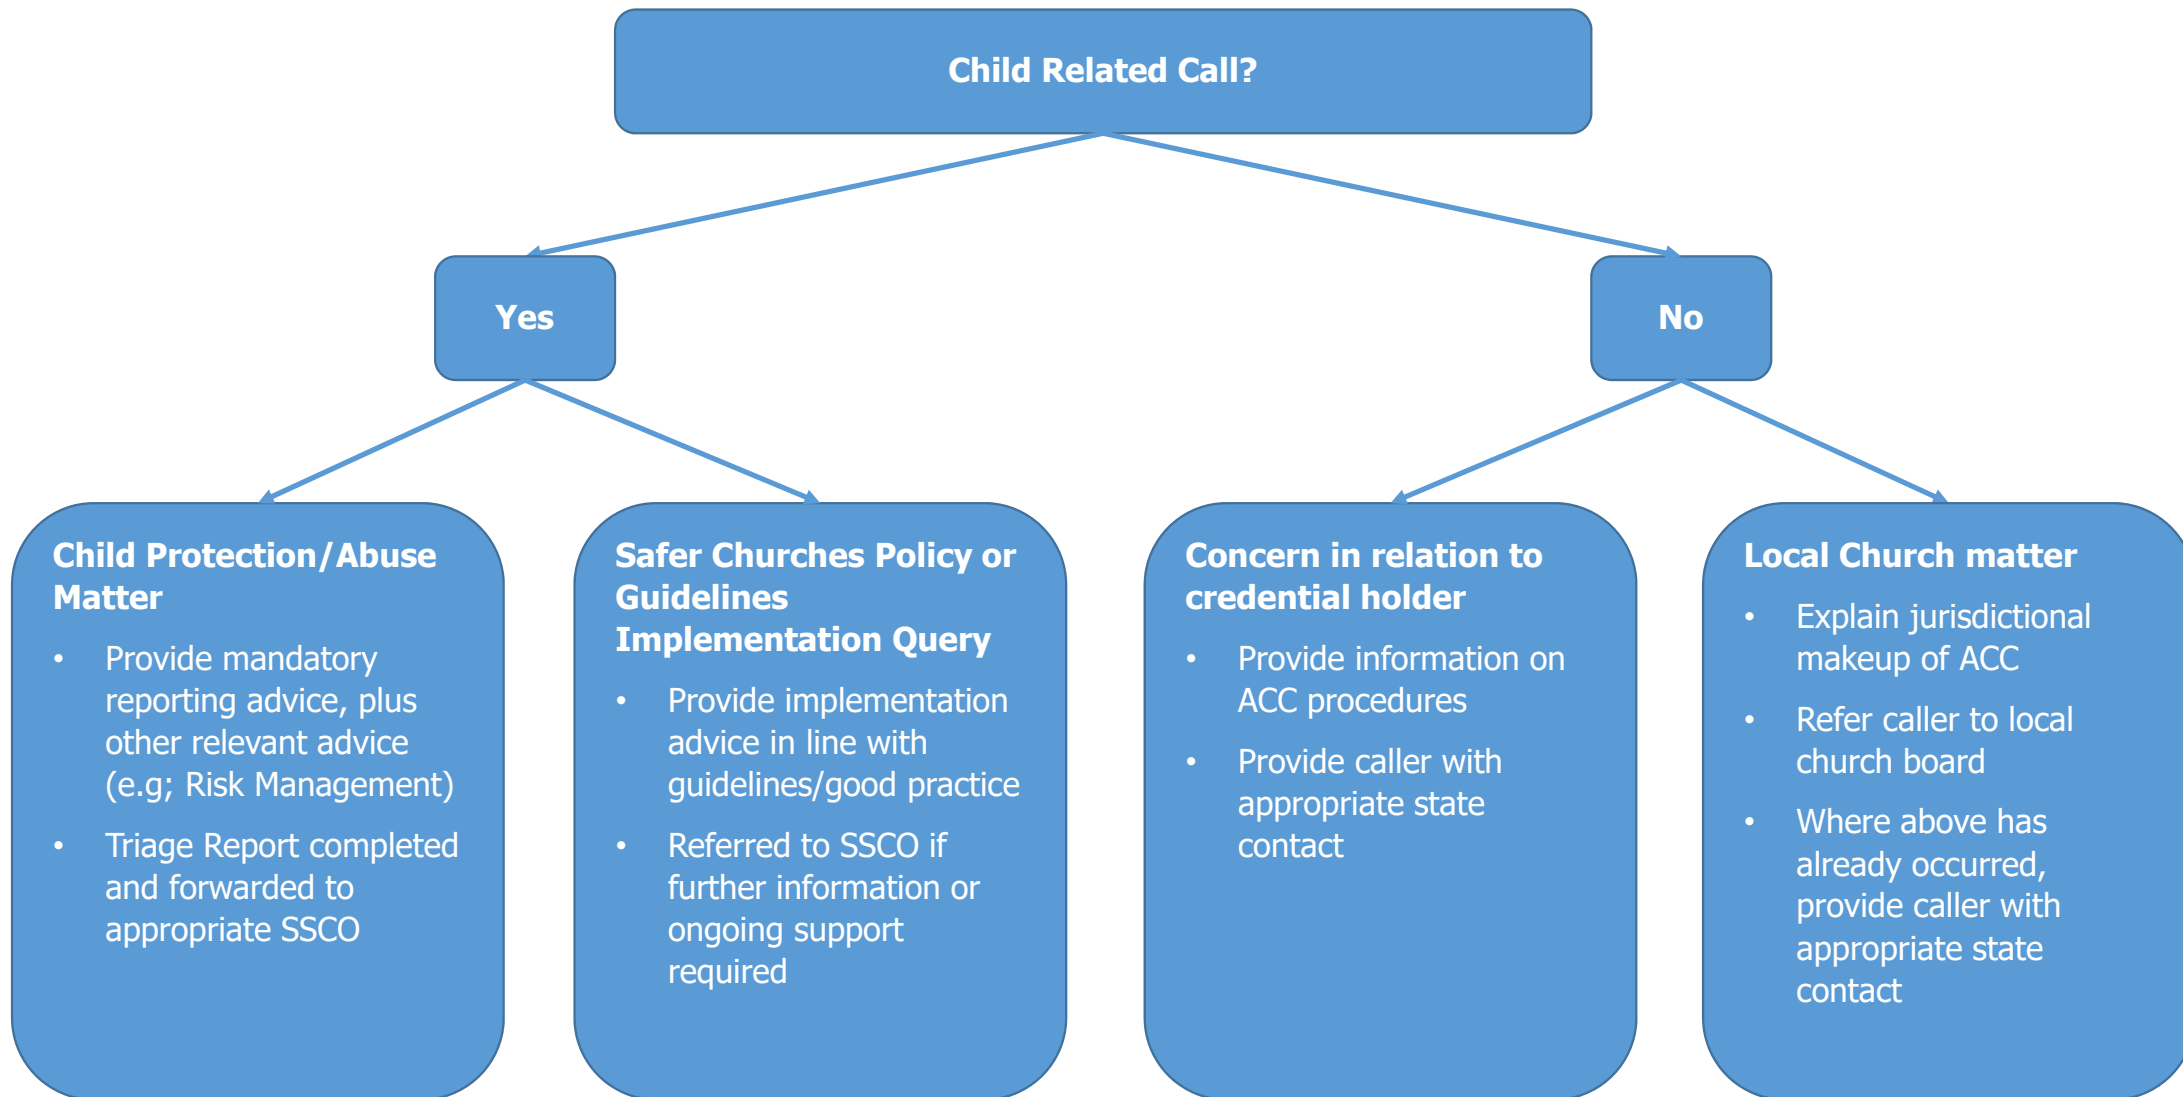 Child Related Call?
Yes
No
Child Protection/Abuse
Matter
• Provide mandatory
reporting advice, plus
other relevant advice
(e.g; Risk Management)
• Triage Report completed
and forwarded to
appropriate SSCO
Safer Churches Policy or
Guidelines
Implementation Query
• Provide implementation
advice in line with
guidelines/good practice
• Referred to SSCO if
further information or
ongoing support
required
Concern in relation to
credential holder
• Provide information on
ACC procedures
• Provide caller with
appropriate state
contact
Local Church matter
• Explain jurisdictional
makeup of ACC
• Refer caller to local
church board
• Where above has
already occurred,
provide caller with
appropriate state
contact